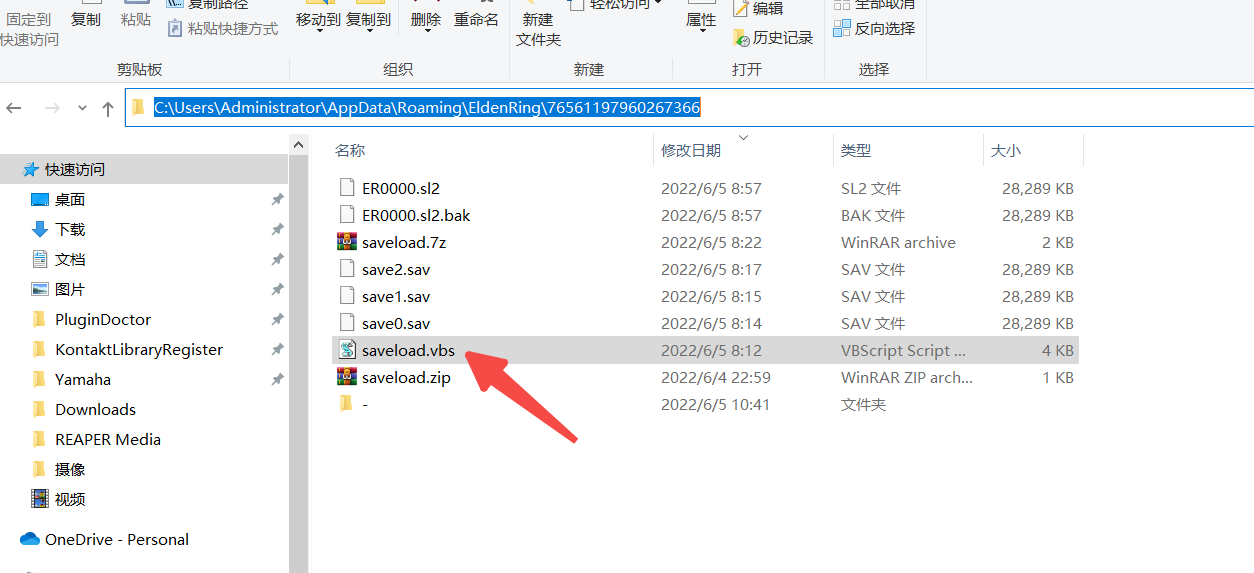 固定到
快速访问
复制
粘贴
复制路径
粘贴快捷方式
移动到 复制到
删除 重命名
新建
文件夹
轻松访问
属性
编辑
历史记录
全部取消
反向选择
剪贴板
组织
新建
打开
选择
C:\Users\Administrator\AppData\Roaming\EldenRing\76561197960267366
快速访问
桌面
下载
文档
图片
PluginDoctor
KontaktLibraryRegister
Yamaha
Downloads
REAPER Media
摄像
视频
OneDrive - Personal
名称 修改日期 类型 大小
ER0000.sl2 2022/6/5 8:57 SL2 文件 28,289 KB
ER0000.sl2.bak 2022/6/5 8:57 BAK 文件 28,289 KB
saveload.7z 2022/6/5 8:22 WinRAR archive 2 KB
save2.sav 2022/6/5 8:17 SAV 文件 28,289 KB
save1.sav 2022/6/5 8:15 SAV 文件 28,289 KB
save0.sav 2022/6/5 8:14 SAV 文件 28,289 KB
saveload.vbs 2022/6/5 8:12 VBScript Script ... 4 KB
saveload.zip 2022/6/4 22:59 WinRAR ZIP arch... 1 KB
- 2022/6/5 10:41 文件夹